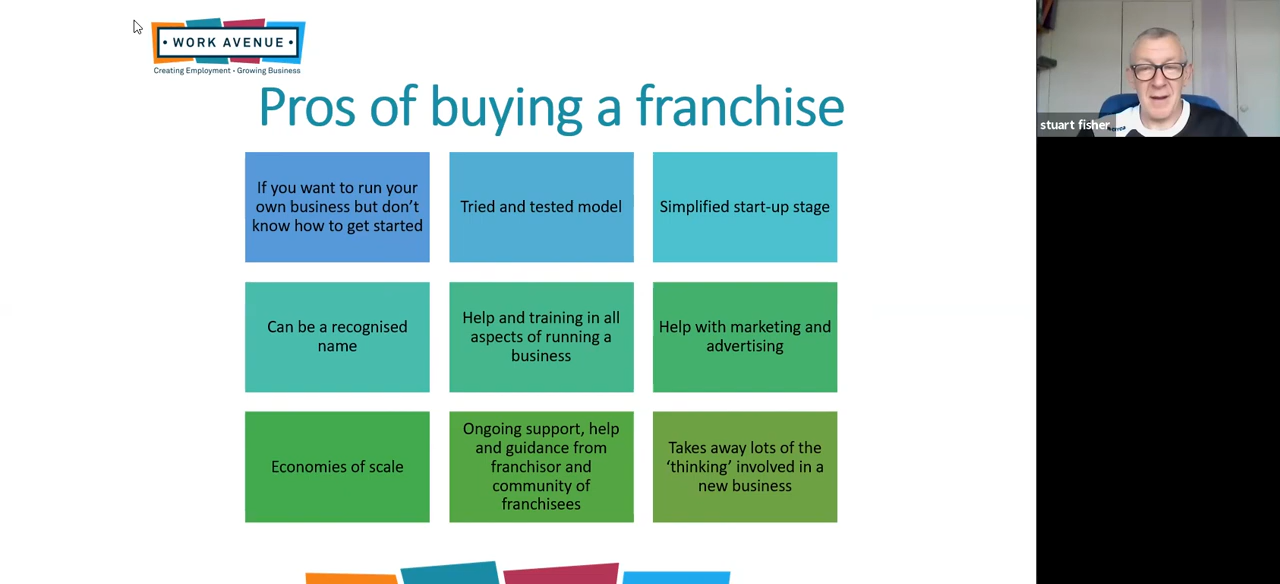 • WORK AVENUE •
Creating Employment • Growing Business
Pros of buying a franchise
If you want to run your
own business but don’t
know how to get started
Tried and tested model
Simplified start-up stage
Can be a recognised
name
Help and training in all
aspects of running a
business
Help with marketing and
advertising
Economies of scale
Ongoing support, help
and guidance from
franchisor and
community of
franchisees
Takes away lots of the
‘thinking’ involved in a
new business
stuart fisher